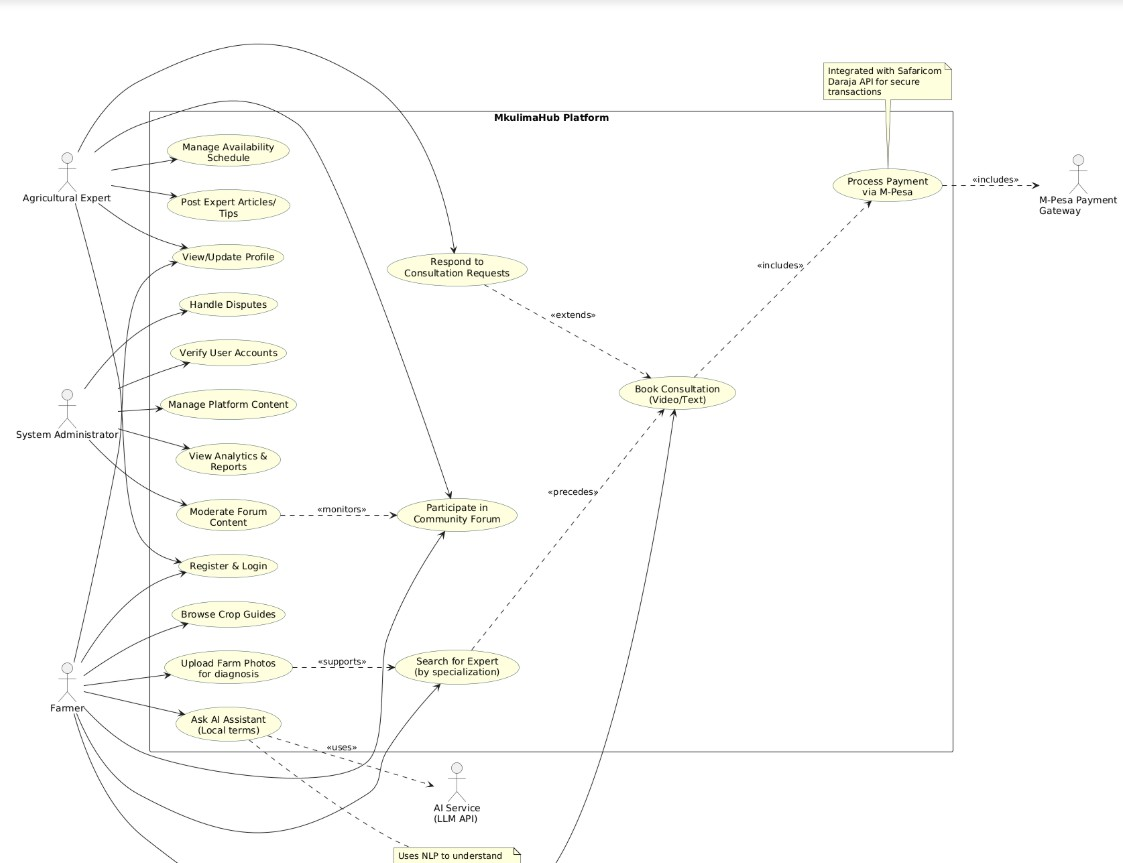 Integrated with Safaricom
Daraja API for secure
transactions
MkulimaHub Platform
Agricultural Expert
Manage Availability
Schedule
Post Expert Articles/
Tips
View/Update Profile
Respond to
Consultation Requests
Process Payment
via M-Pesa
«includes»
M-Pesa Payment
Gateway
«includes»
Handle Disputes
«extends»
Verify User Accounts
Book Consultation
(Video/Text)
System Administrator
Manage Platform Content
View Analytics &
Reports
«precedes»
Moderate Forum
Content
«monitors»
Participate in
Community Forum
Register & Login
Browse Crop Guides
Farmer
Upload Farm Photos
for diagnosis
«supports»
Search for Expert
(by specialization)
Ask AI Assistant
(Local terms)
«uses»
AI Service
(LLM API)
Uses NLP to understand